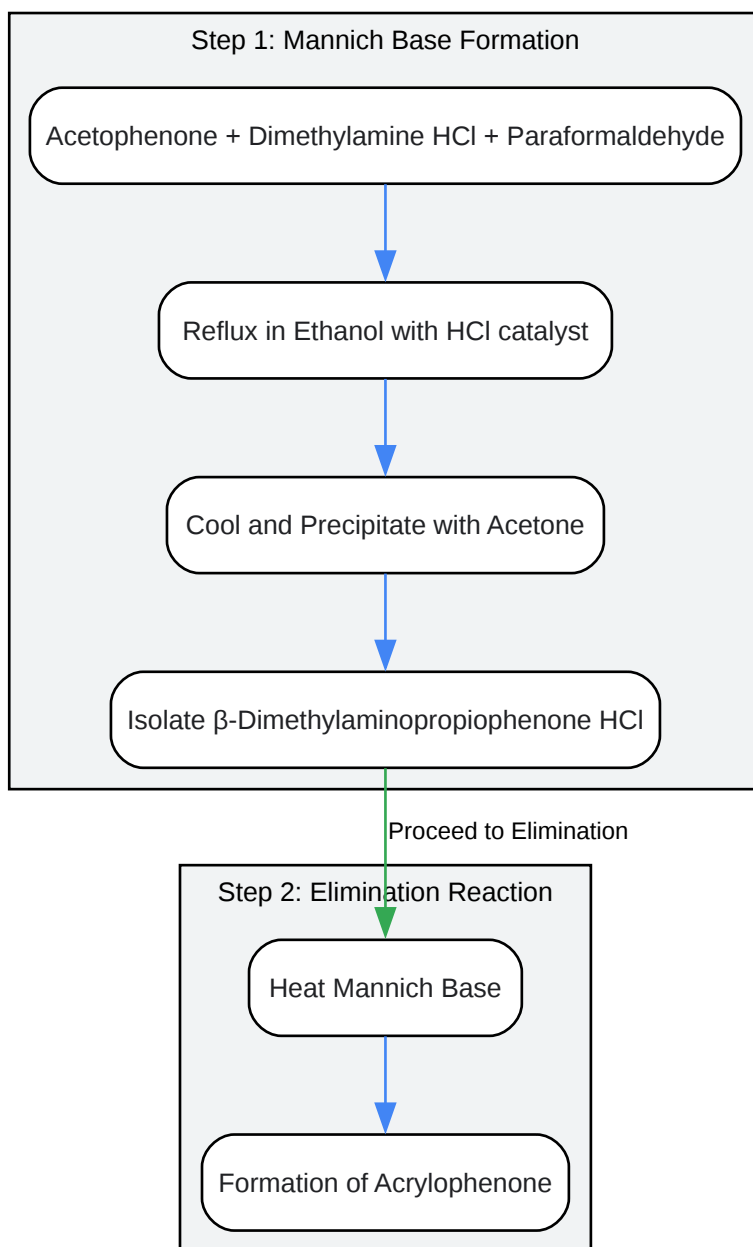 Step 1: Mannich Base Formation
Acetophenone + Dimethylamine HCl + Paraformaldehyde
Reflux in Ethanol with HCl catalyst
Cool and Precipitate with Acetone
Isolate β-Dimethylaminopropiophenone HCl
Proceed to Elimination
Step 2: Elimination Reaction
Heat Mannich Base
Formation of Acrylophenone